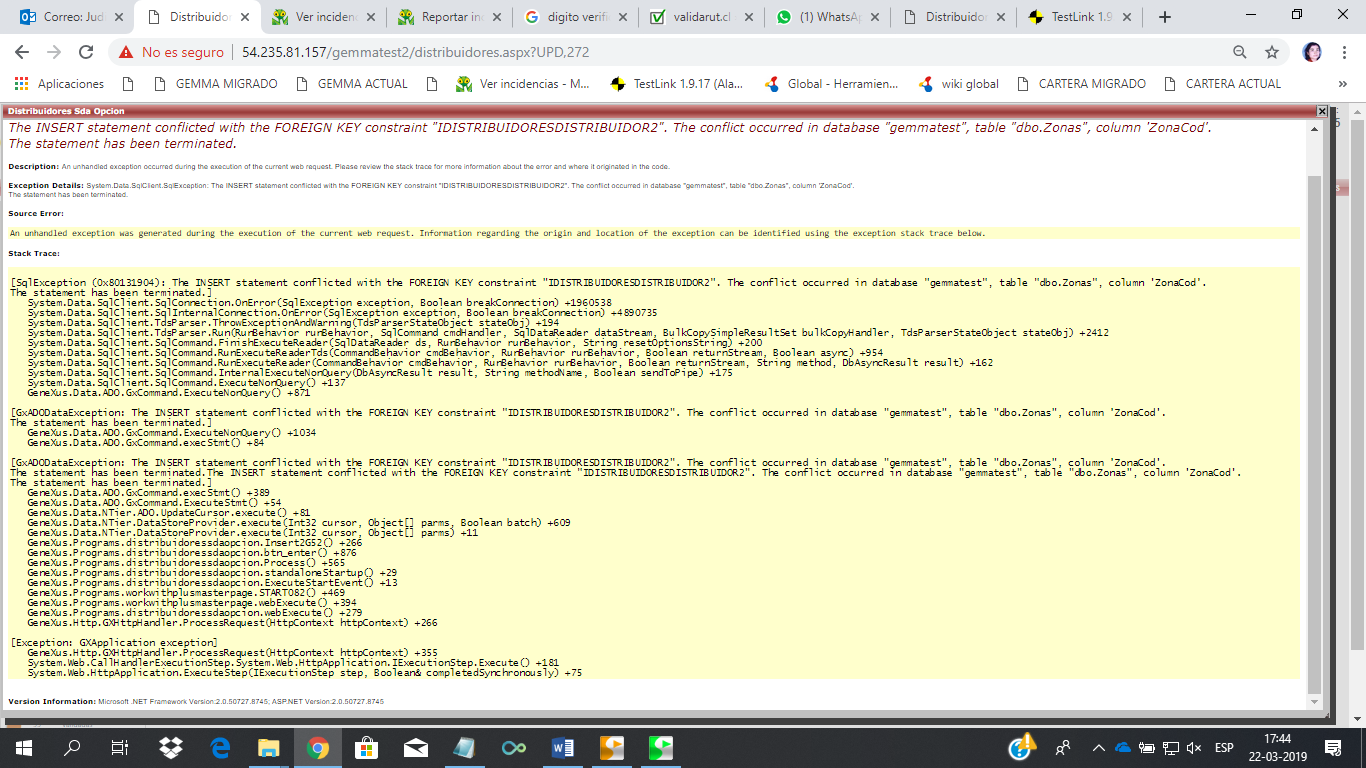 Correo: Jud
Distribuidor
Ver inciden
Reportar in
digito verifi
validarut.cl
(1) WhatsA
Distribuidor
TestLink 1.9
No es seguro | 54.235.81.157/gemmatest2/distribuidores.aspx?UPD,272
Aplicaciones
GEMMA MIGRADO
GEMMA ACTUAL
Ver incidencias - M...
TestLink 1.9.17 (Ala...
Global - Herramien...
wiki global
CARTERA MIGRADO
CARTERA ACTUAL
»
Distribuidores Sda Opcion
The INSERT statement conflicted with the FOREIGN KEY constraint "IDISTRIBUIDORESDISTRIBUIDOR2". The conflict occurred in database "gemmatest", table "dbo.Zonas", column 'ZonaCod'.
The statement has been terminated.
Description: An unhandled exception occurred during the execution of the current web request. Please review the stack trace for more information about the error and where it originated in the code.
Exception Details: System.Data.SqlClient.SqlException: The INSERT statement conflicted with the FOREIGN KEY constraint "IDISTRIBUIDORESDISTRIBUIDOR2". The conflict occurred in database "gemmatest", table "dbo.Zonas", column 'ZonaCod'.
The statement has been terminated.
Source Error:
An unhandled exception was generated during the execution of the current web request. Information regarding the origin and location of the exception can be identified using the exception stack trace below.
Stack Trace:
[SqlException (0x80131904): The INSERT statement conflicted with the FOREIGN KEY constraint "IDISTRIBUIDORESDISTRIBUIDOR2". The conflict occurred in database "gemmatest", table "dbo.Zonas", column 'ZonaCod'.
The statement has been terminated.]
System.Data.SqlClient.SqlConnection.OnError(SqlException exception, Boolean breakConnection) +1960538
System.Data.SqlClient.SqlInternalConnection.OnError(SqlException exception, Boolean breakConnection) +4890735
System.Data.SqlClient.TdsParser.ThrowExceptionAndWarning(TdsParserStateObject stateObj) +194
System.Data.SqlClient.TdsParser.Run(RunBehavior runBehavior, SqlCommand cmdHandler, SqlDataReader dataStream, BulkCopySimpleResultSet bulkCopyHandler, TdsParserStateObject stateObj) +2412
System.Data.SqlClient.SqlCommand.FinishExecuteReader(SqlDataReader ds, RunBehavior runBehavior, String resetOptionsString) +200
System.Data.SqlClient.SqlCommand.RunExecuteReaderTds(CommandBehavior cmdBehavior, RunBehavior runBehavior, Boolean returnStream, Boolean async) +954
System.Data.SqlClient.SqlCommand.RunExecuteReader(CommandBehavior cmdBehavior, RunBehavior runBehavior, Boolean returnStream, String method, DbAsyncResult result) +162
System.Data.SqlClient.SqlCommand.InternalExecuteNonQuery(DbAsyncResult result, String methodName, Boolean sendToPipe) +175
System.Data.SqlClient.SqlCommand.ExecuteNonQuery() +137
GeneXus.Data.ADO.GxCommand.ExecuteNonQuery() +871
[GxADODataException: The INSERT statement conflicted with the FOREIGN KEY constraint "IDISTRIBUIDORESDISTRIBUIDOR2". The conflict occurred in database "gemmatest", table "dbo.Zonas", column 'ZonaCod'.
The statement has been terminated.]
GeneXus.Data.ADO.GxCommand.ExecuteNonQuery() +1034
GeneXus.Data.ADO.GxCommand.execStmt() +84
[GxADODataException: The INSERT statement conflicted with the FOREIGN KEY constraint "IDISTRIBUIDORESDISTRIBUIDOR2". The conflict occurred in database "gemmatest", table "dbo.Zonas", column 'ZonaCod'.
The statement has been terminated.The INSERT statement conflicted with the FOREIGN KEY constraint "IDISTRIBUIDORESDISTRIBUIDOR2". The conflict occurred in database "gemmatest", table "dbo.Zonas", column 'ZonaCod'.
The statement has been terminated.]
GeneXus.Data.ADO.GxCommand.execStmt() +389
GeneXus.Data.ADO.GxCommand.ExecuteStmt() +54
GeneXus.Data.NTier.ADO.UpdateCursor.execute() +81
GeneXus.Data.NTier.DataStoreProvider.execute(Int32 cursor, Object[] parms, Boolean batch) +609
GeneXus.Data.NTier.DataStoreProvider.execute(Int32 cursor, Object[] parms) +11
GeneXus.Programs.distribuidoressdaopcion.Insert2G52() +266
GeneXus.Programs.distribuidoressdaopcion.btn_enter() +876
GeneXus.Programs.distribuidoressdaopcion.Process() +565
GeneXus.Programs.distribuidoressdaopcion.standaloneStartup() +29
GeneXus.Programs.distribuidoressdaopcion.ExecuteStartEvent() +13
GeneXus.Programs.workwithplusmasterpage.START082() +469
GeneXus.Programs.workwithplusmasterpage.webExecute() +394
GeneXus.Programs.distribuidoressdaopcion.webExecute() +279
GeneXus.Http.GXHttpHandler.ProcessRequest(HttpContext httpContext) +266
[Exception: GXApplication exception]
GeneXus.Http.GXHttpHandler.ProcessRequest(HttpContext httpContext) +355
System.Web.CallHandlerExecutionStep.System.Web.HttpApplication.IExecutionStep.Execute() +181
System.Web.HttpApplication.ExecuteStep(IExecutionStep step, Boolean& completedSynchronously) +75
Version Information: Microsoft .NET Framework Version:2.0.50727.8745; ASP.NET Version:2.0.50727.8745
ESP
17:44
22-03-2019